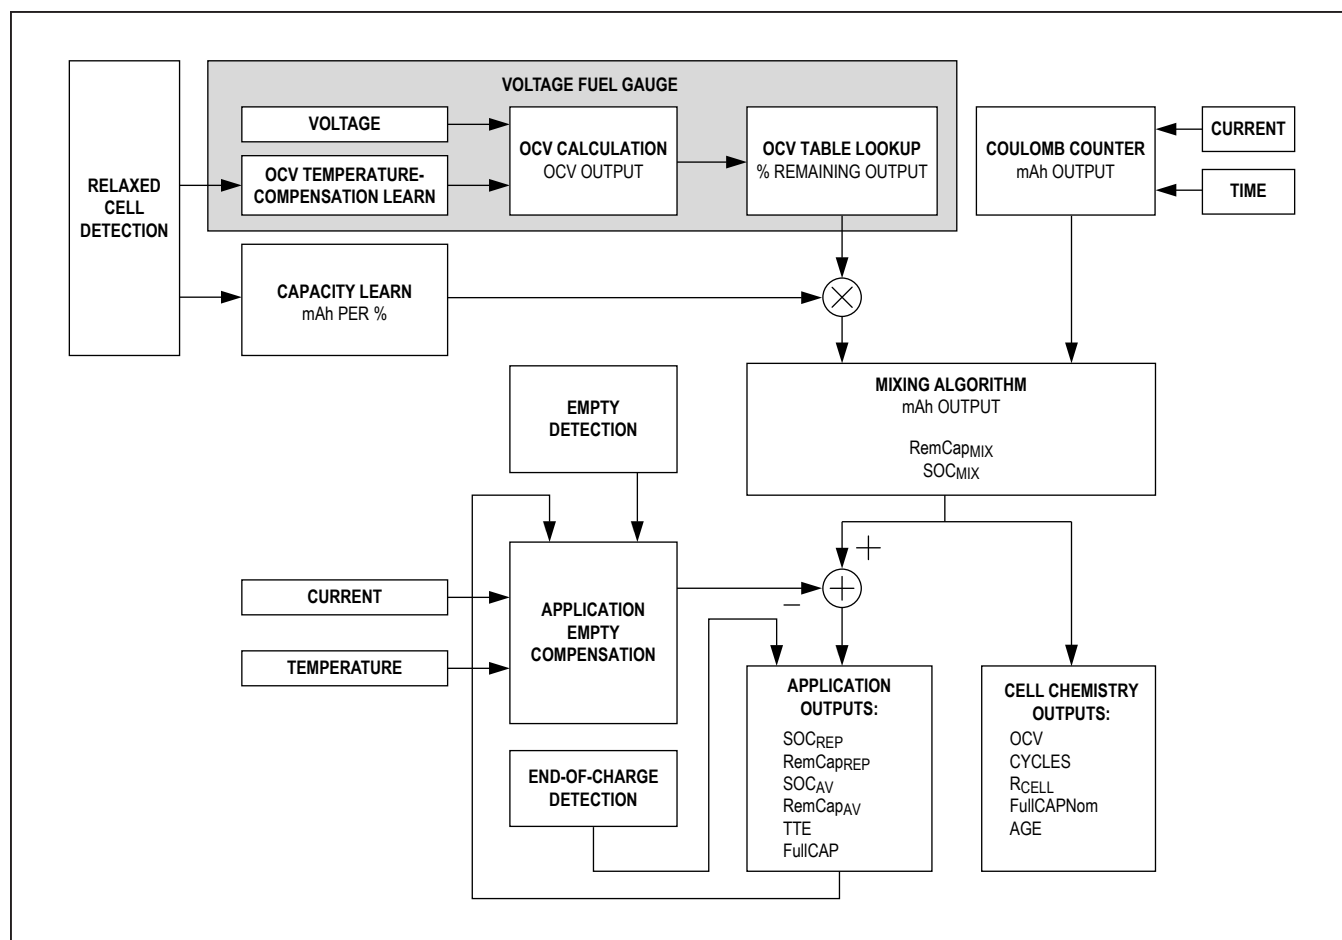 VOLTAGE FUEL GAUGE
RELAXED
CELL
DETECTION
VOLTAGE
OCV TEMPERATURE-
COMPENSATION LEARN
OCV CALCULATION
OCV OUTPUT
OCV TABLE LOOKUP
% REMAINING OUTPUT
COULOMB COUNTER
mAh OUTPUT
CURRENT
TIME
CAPACITY LEARN
mAh PER %
MIXING ALGORITHM
mAh OUTPUT
RemCapMIX
SOCMIX
EMPTY
DETECTION
CURRENT
TEMPERATURE
APPLICATION
EMPTY
COMPENSATION
+
–
END-OF-CHARGE
DETECTION
APPLICATION
OUTPUTS:
SOCREP
RemCapREP
SOCAV
RemCapAV
TTE
FullCAP
CELL CHEMISTRY
OUTPUTS:
OCV
CYCLES
RCELL
FullCAPNom
AGE